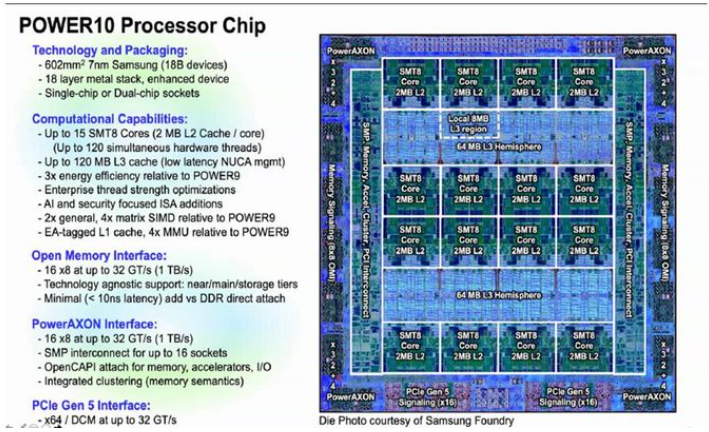 POWER10 Processor Chip
Technology and Packaging:
- 602mm² 7nm Samsung (18B devices)
- 18 layer metal stack, enhanced device
- Single-chip or Dual-chip sockets
Computational Capabilities:
- Up to 15 SMT8 Cores (2 MB L2 Cache / core)
(Up to 120 simultaneous hardware threads)
- Up to 120 MB L3 cache (low latency NUCA mgmt)
- 3x energy efficiency relative to POWER9
- Enterprise thread strength optimizations
- AI and security focused ISA additions
- 2x general, 4x matrix SIMD relative to POWER9
- EA-tagged L1 cache, 4x MMU relative to POWER9
Open Memory Interface:
- 16 x8 at up to 32 GT/s (1 TB/s)
- Technology agnostic support: near/main/storage tiers
- Minimal (< 10ns latency) add vs DDR direct attach
PowerAXON Interface:
- 16 x8 at up to 32 GT/s (1 TB/s)
- SMP interconnect for up to 16 sockets
- OpenCAPI attach for memory, accelerators, I/O
- Integrated clustering (memory semantics)
PCIe Gen 5 Interface:
- x64 / DCM at up to 32 GT/s
PowerAXON
PowerAXON
x
3
2
+
4
x
3
2
+
4
SMT8 Core 2MB L2
SMT8 Core 2MB L2
SMT8 Core 2MB L2
SMT8 Core 2MB L2
Local 8MB
L3 region
64 MB L3 Hemisphere
SMP, Memory, Accel, Cluster, PCI Interconnect
SMP, Memory, Accel, Cluster, PCI Interconnect
Memory Signaling (8x8 OMI)
Memory Signaling (8x8 OMI)
SMT8 Core 2MB L2
SMT8 Core 2MB L2
SMT8 Core 2MB L2
SMT8 Core 2MB L2
SMT8 Core 2MB L2
SMT8 Core 2MB L2
SMT8 Core 2MB L2
SMT8 Core 2MB L2
64 MB L3 Hemisphere
SMT8 Core 2MB L2
SMT8 Core 2MB L2
SMT8 Core 2MB L2
SMT8 Core 2MB L2
x
3
2
+
4
x
3
2
+
4
PowerAXON
PCIe Gen 5
Signaling (x16)
PCIe Gen 5
Signaling (x16)
PowerAXON
Die Photo courtesy of Samsung Foundry